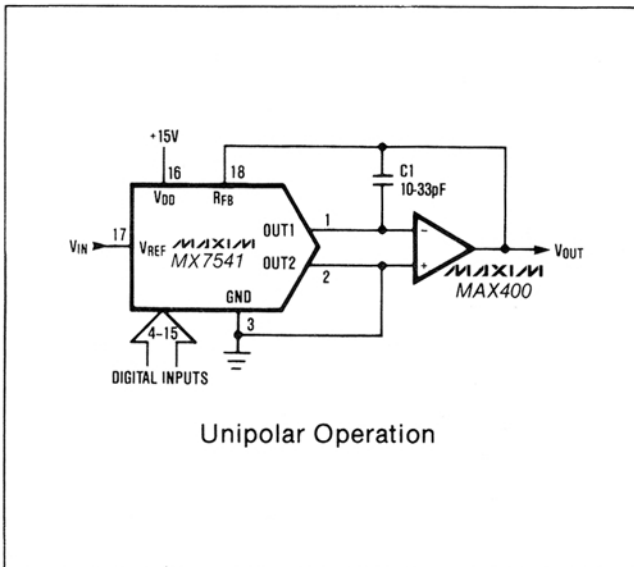 +15V
16
18
C1
10-33pF
VDD
RFB
1
OUT1
17
VIN
VREF
MAXIM
MX7541
OUT2
2
−
+
VOUT
MAXIM
MAX400
GND
3
4-15
DIGITAL INPUTS
Unipolar Operation